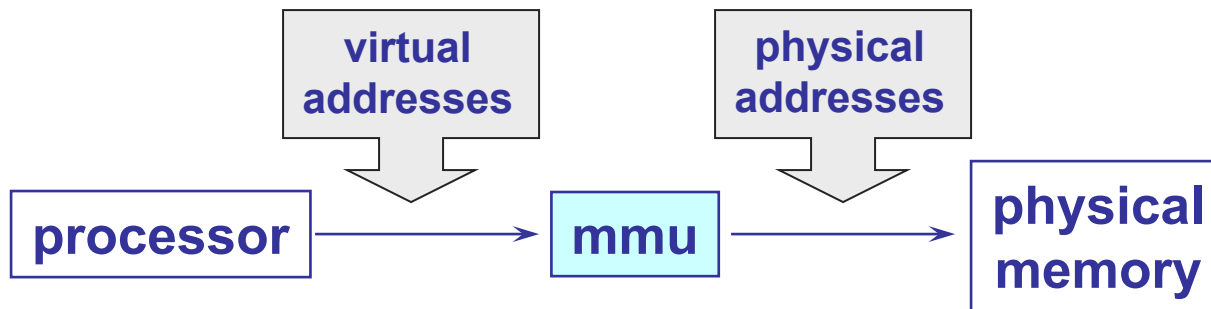 virtual
addresses
physical
addresses
processor
mmu
physical
memory